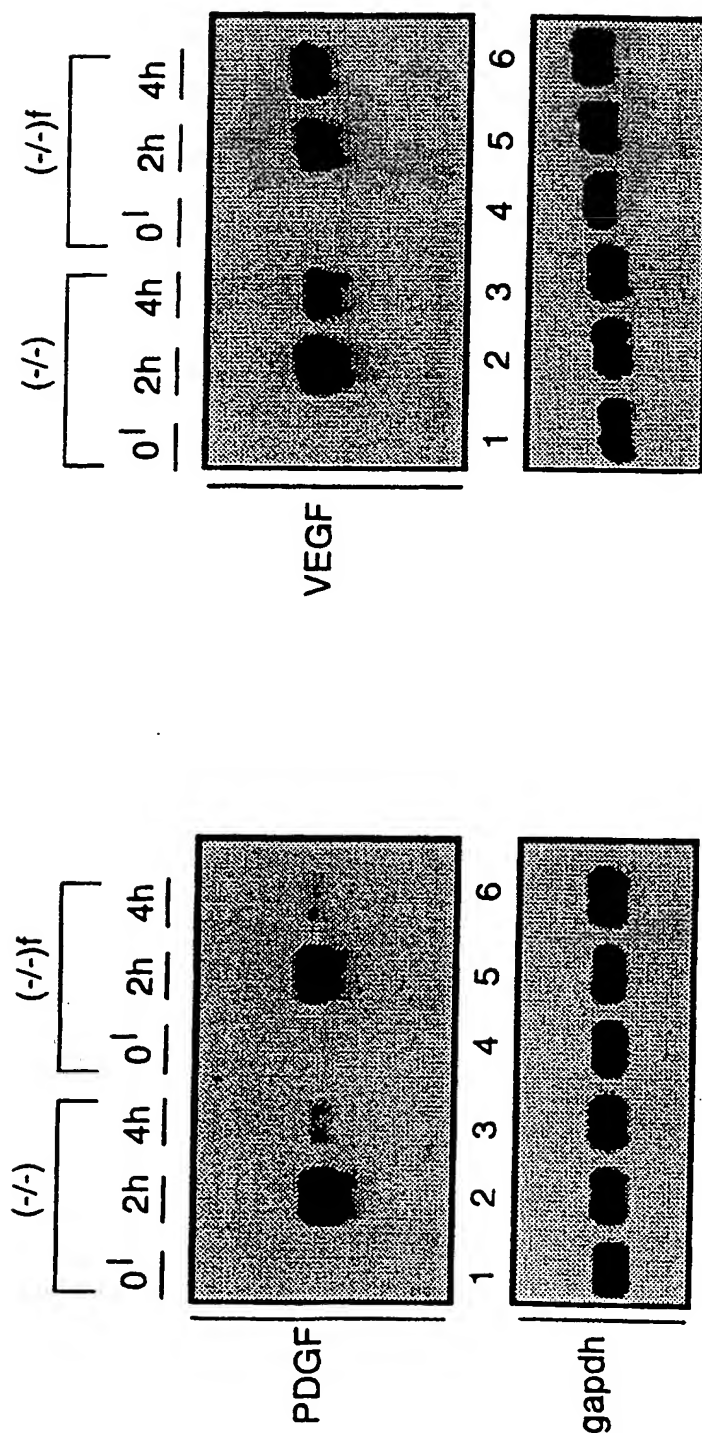 (-/-) (-/-)f
0' 2h 4h 0' 2h 4h
PDGF
1 2 3 4 5 6
gapdh
(-/-) (-/-)f
0' 2h 4h 0' 2h 4h
VEGF
1 2 3 4 5 6